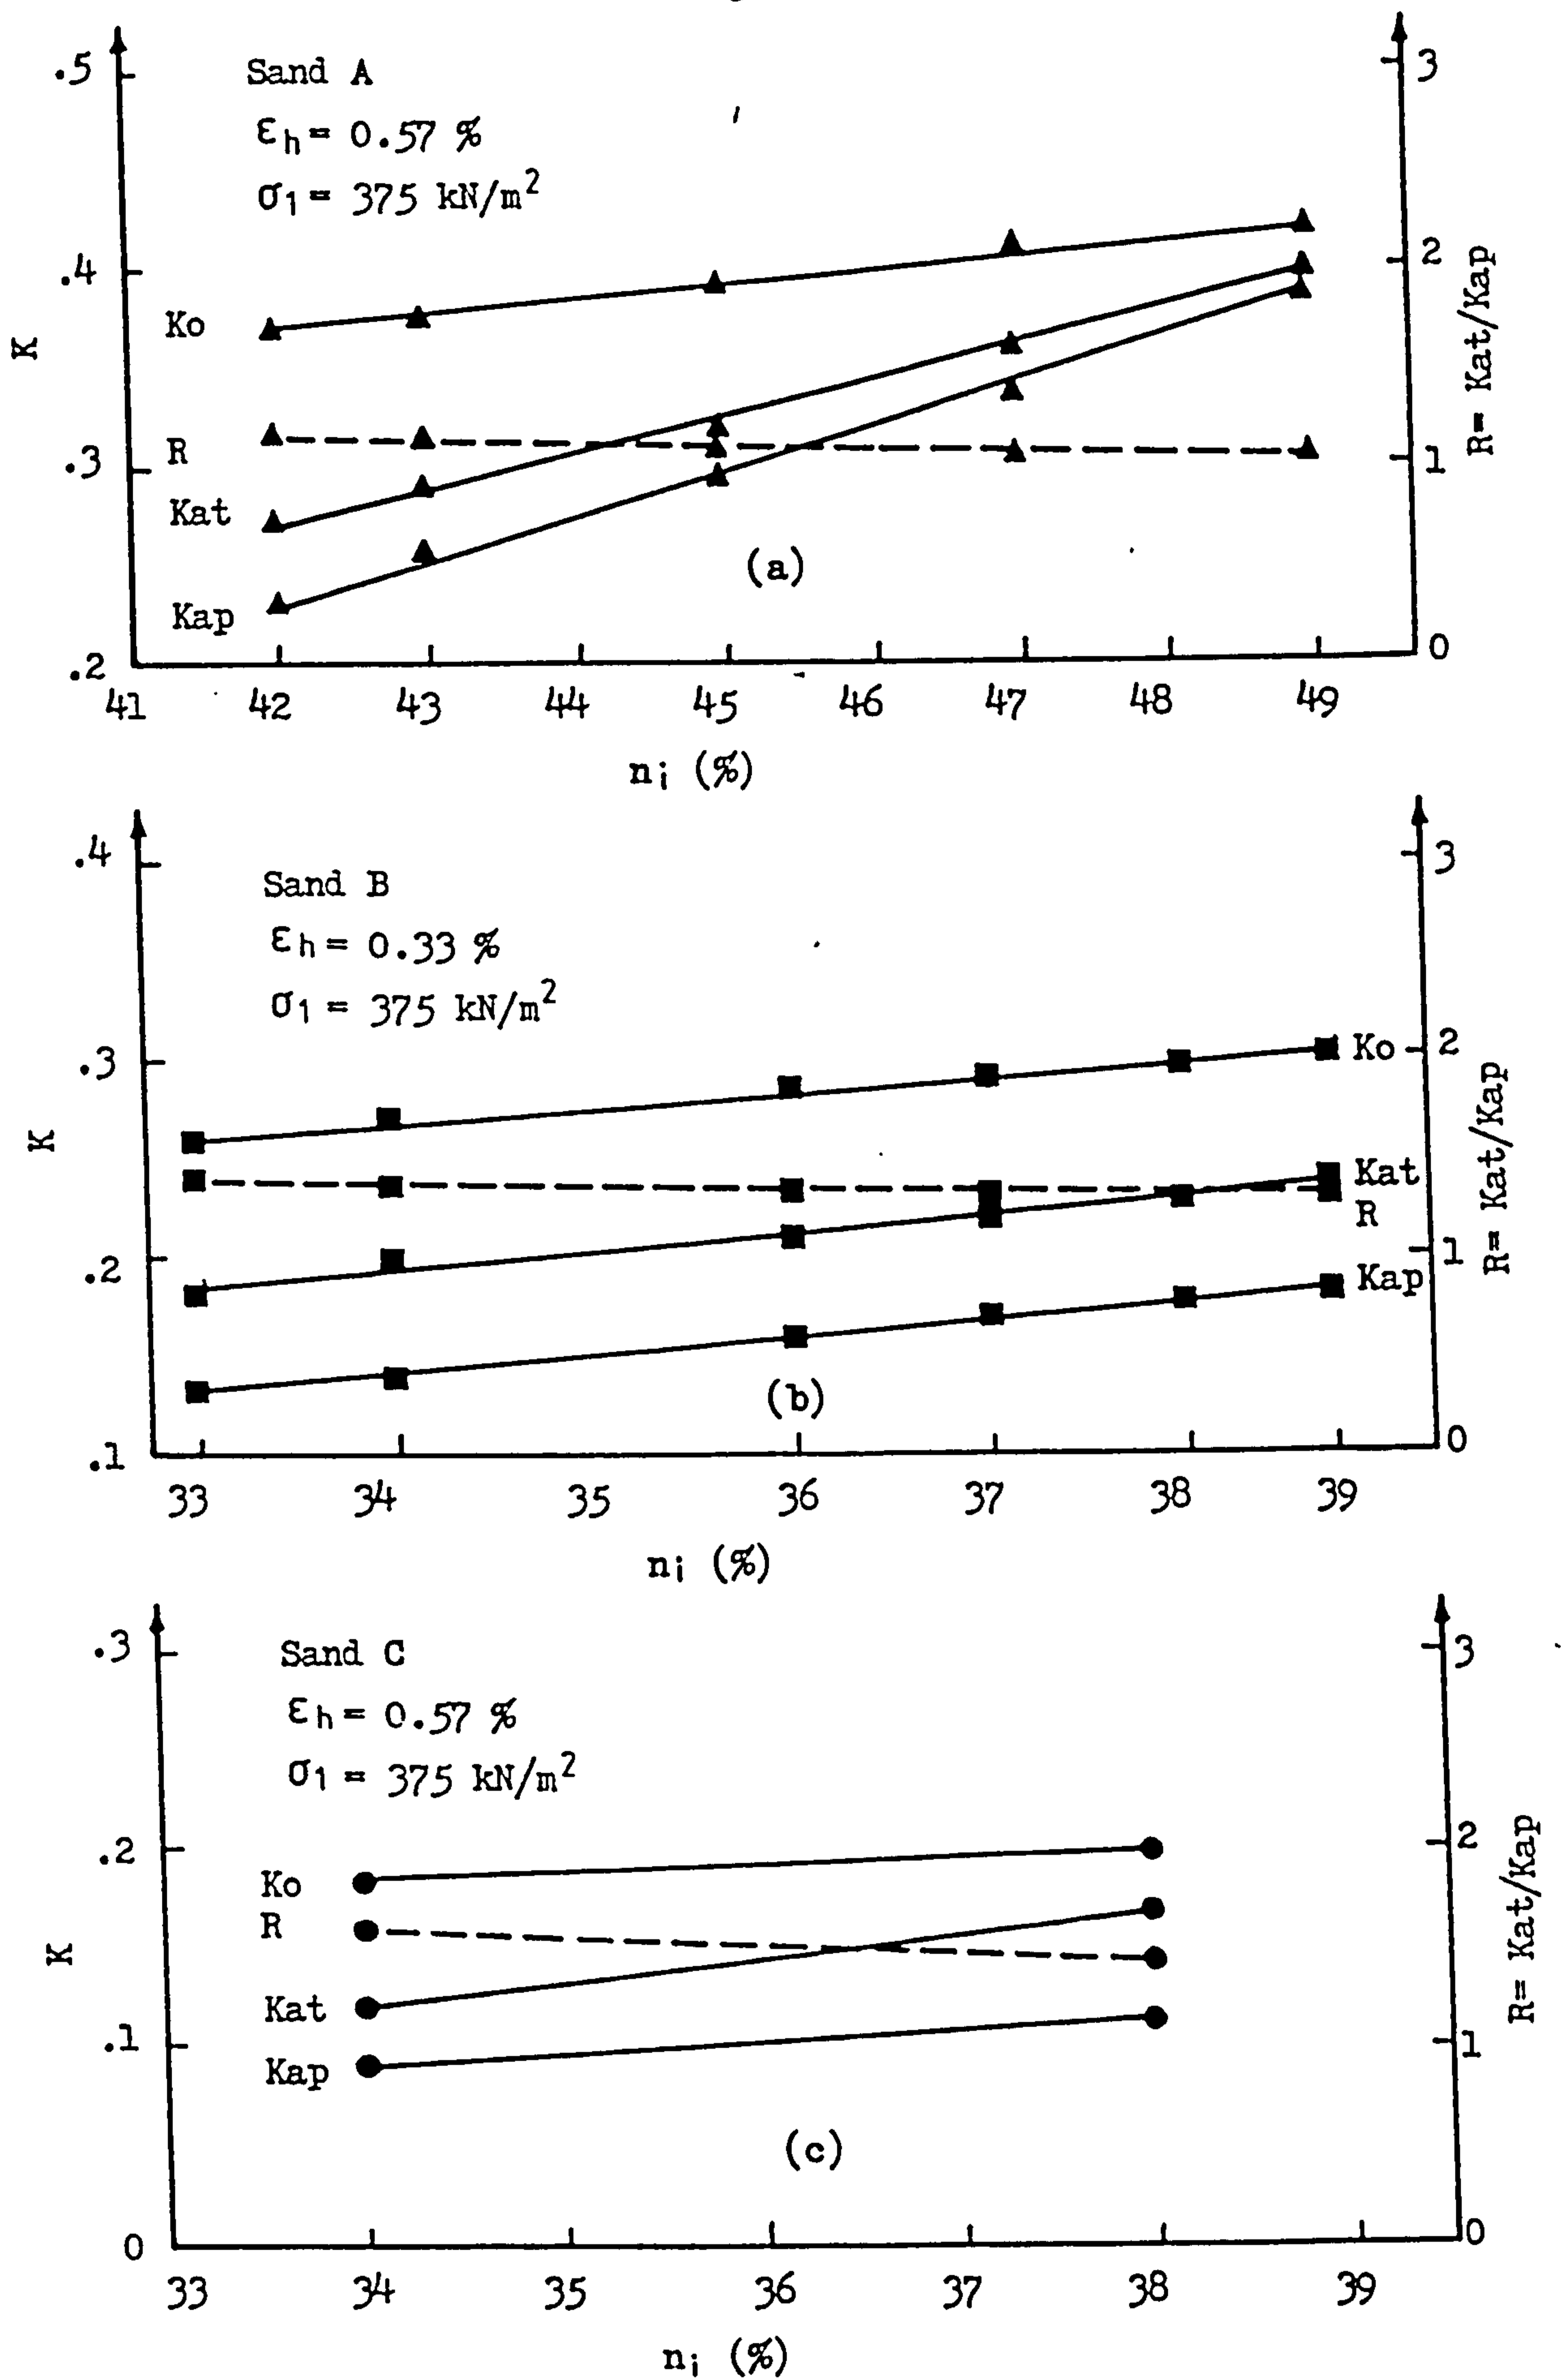 Sand A
εh = 0.57 %
σ1 = 375 kN/m2
.5
.4
.3
.2
K
3
2
1
0
R= Kat/Kap
Ko
R
Kat
Kap
(a)
41 42 43 44 45 46 47 48 49
ni (%)
Sand B
εh = 0.33 %
σ1 = 375 kN/m2
.4
.3
.2
.1
K
3
2
1
0
R= Kat/Kap
Ko
Kat
R
Kap
(b)
33 34 35 36 37 38 39
ni (%)
Sand C
εh = 0.57 %
σ1 = 375 kN/m2
.3
.2
.1
0
K
3
2
1
0
R= Kat/Kap
Ko
R
Kat
Kap
(c)
33 34 35 36 37 38 39
ni (%)